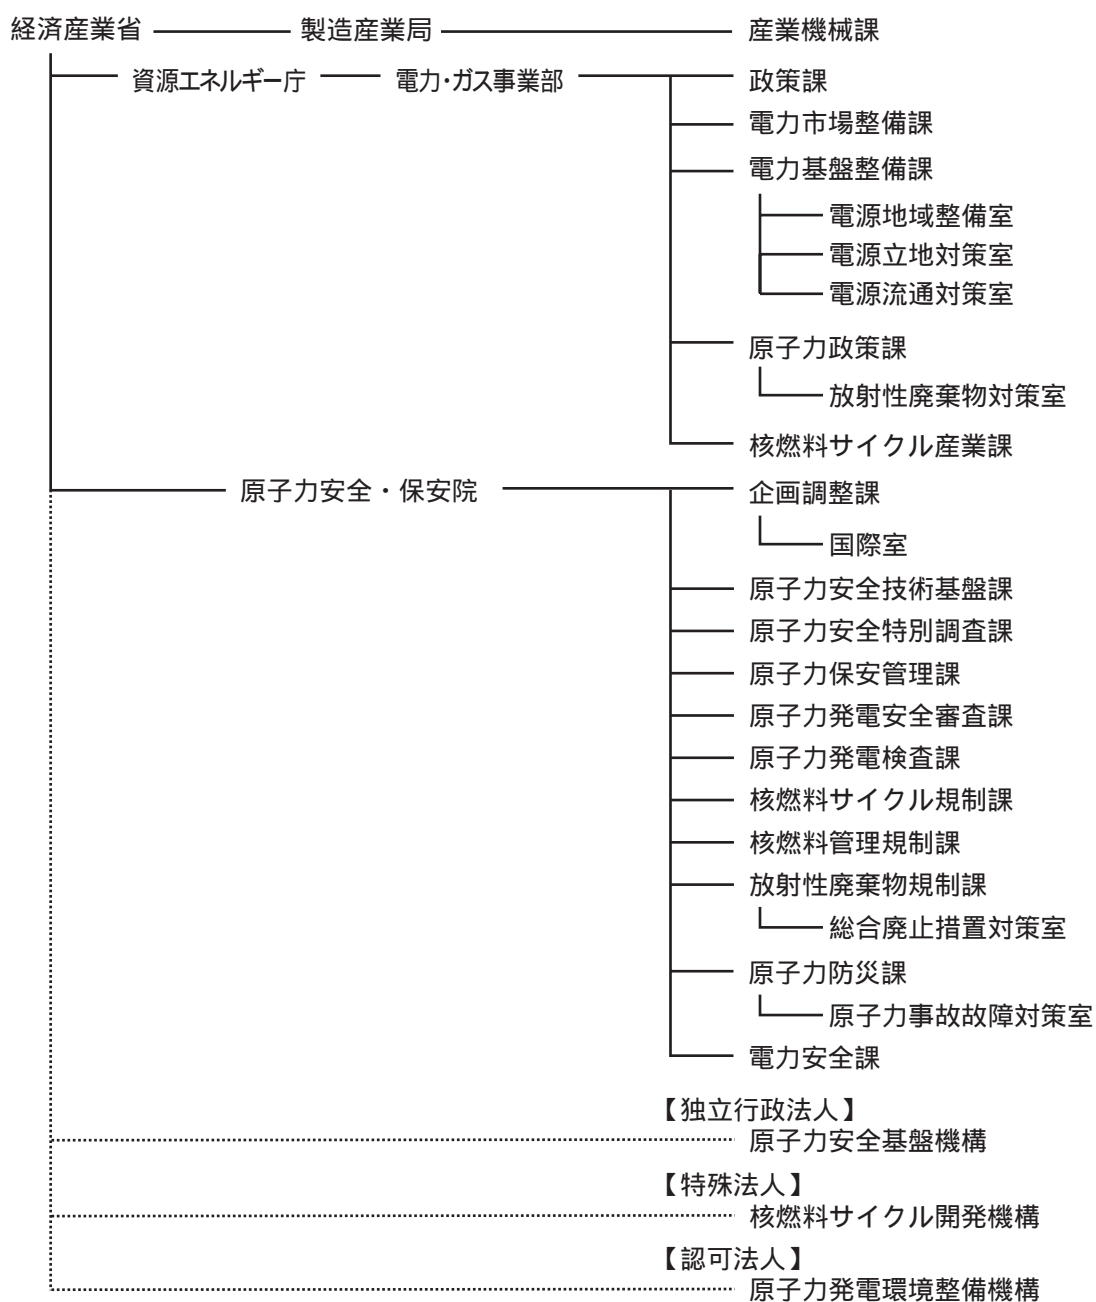 経済産業省 製造産業局 産業機械課
資源エネルギー庁 電力・ガス事業部 政策課
電力市場整備課
電力基盤整備課
電源地域整備室
電源立地対策室
電源流通対策室
原子力政策課
放射性廃棄物対策室
核燃料サイクル産業課
原子力安全・保安院 企画調整課
国際室
原子力安全技術基盤課
原子力安全特別調査課
原子力保安管理課
原子力発電安全審査課
原子力発電検査課
核燃料サイクル規制課
核燃料管理規制課
放射性廃棄物規制課
総合廃止措置対策室
原子力防災課
原子力事故故障対策室
電力安全課
【独立行政法人】
原子力安全基盤機構
【特殊法人】
核燃料サイクル開発機構
【認可法人】
原子力発電環境整備機構